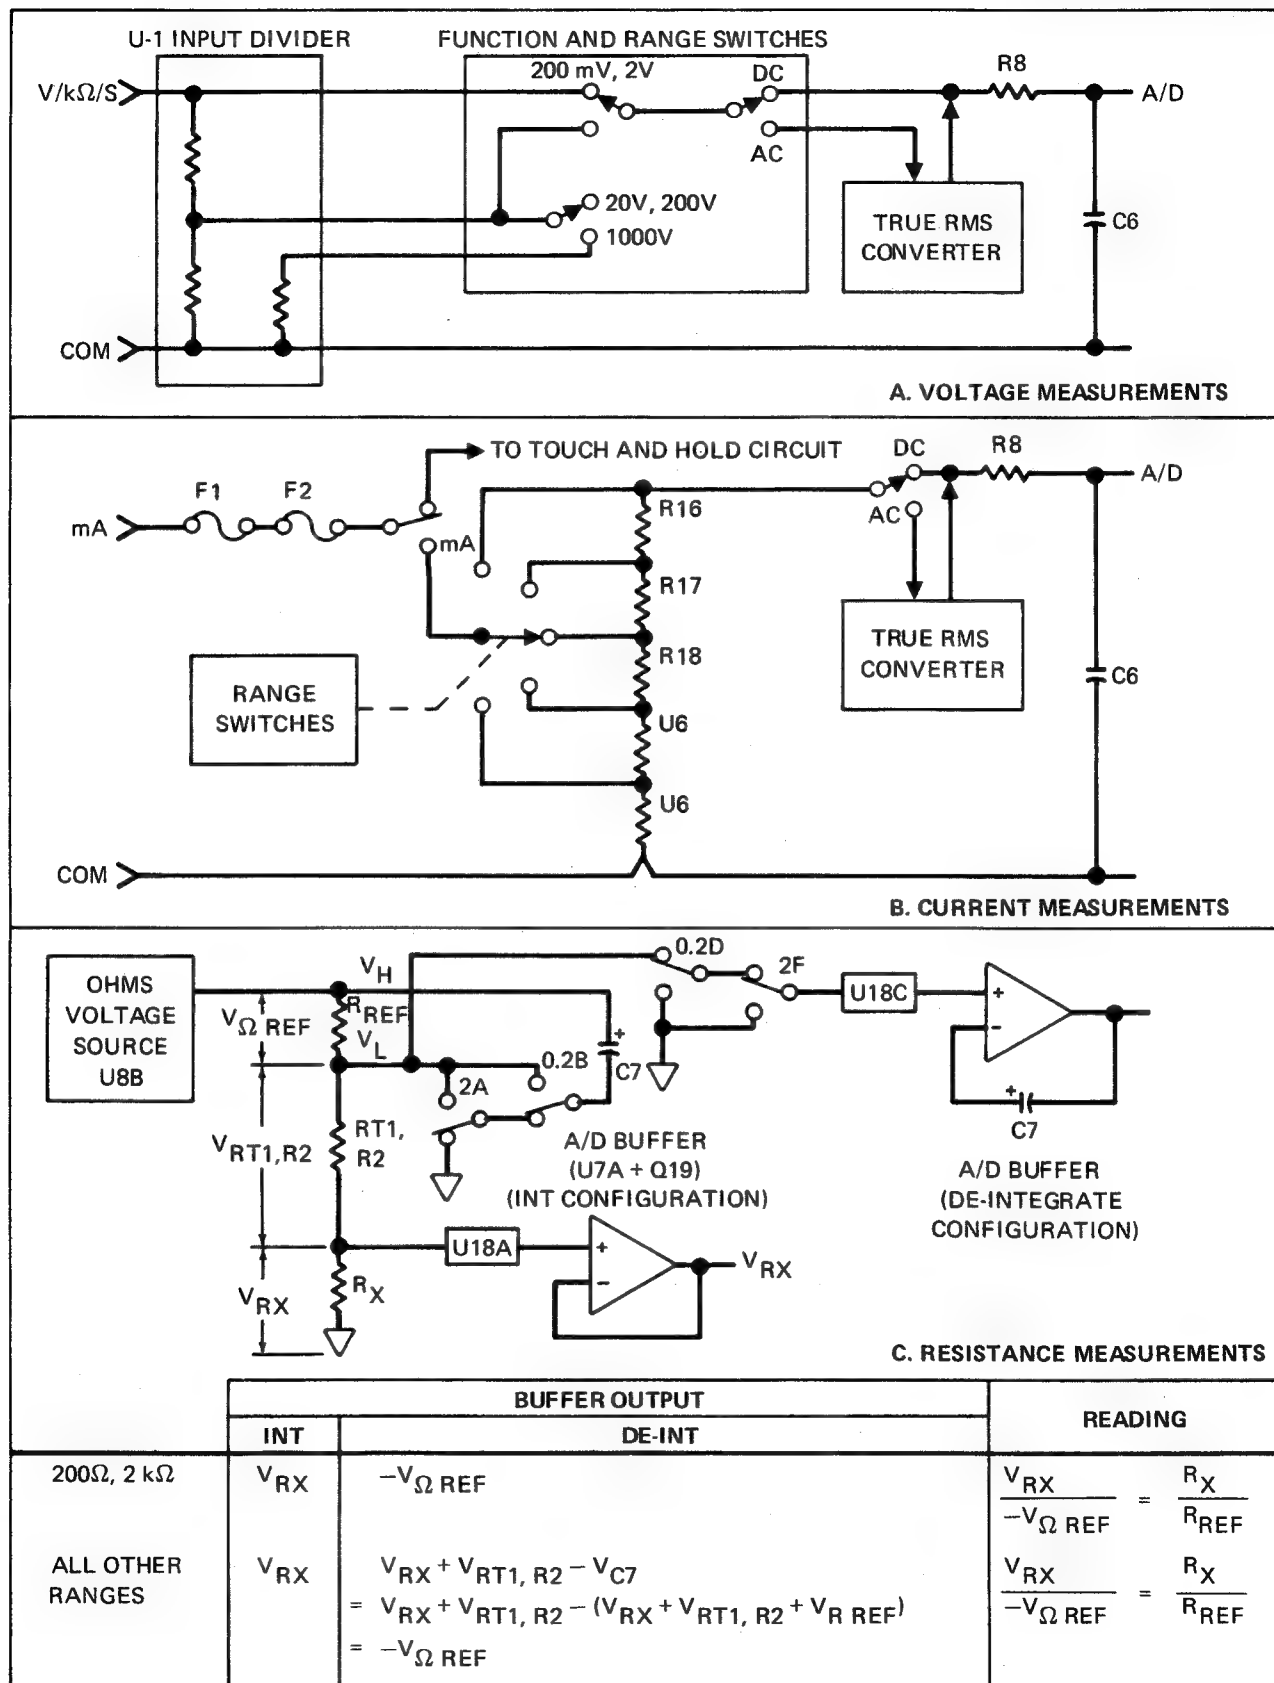 U-1 INPUT DIVIDER
FUNCTION AND RANGE SWITCHES
V/kΩ/S
200 mV, 2V
DC
R8
A/D
AC
20V, 200V
1000V
TRUE RMS
CONVERTER
C6
COM
A. VOLTAGE MEASUREMENTS
TO TOUCH AND HOLD CIRCUIT
DC
R8
A/D
F1
F2
mA
mA
R16
AC
R17
R18
U6
U6
RANGE
SWITCHES
TRUE RMS
CONVERTER
C6
COM
B. CURRENT MEASUREMENTS
OHMS
VOLTAGE
SOURCE
U8B
VH
RREF
VΩ REF
VL
0.2D
2F
U18C
+
−
+
C7
0.2B
2A
+
C7
VRT1, R2
RT1,
R2
A/D BUFFER
(U7A + Q19)
(INT CONFIGURATION)
A/D BUFFER
(DE-INTEGRATE
CONFIGURATION)
U18A
+
−
VRX
VRX
RX
C. RESISTANCE MEASUREMENTS
BUFFER OUTPUT
READING
INT
DE-INT
200Ω, 2 kΩ
VRX
−VΩ REF
VRX / −VΩ REF = RX / RREF
ALL OTHER
RANGES
VRX
VRX + VRT1, R2 − VC7
= VRX + VRT1, R2 − (VRX + VRT1, R2 + VR REF)
= −VΩ REF
VRX / −VΩ REF = RX / RREF